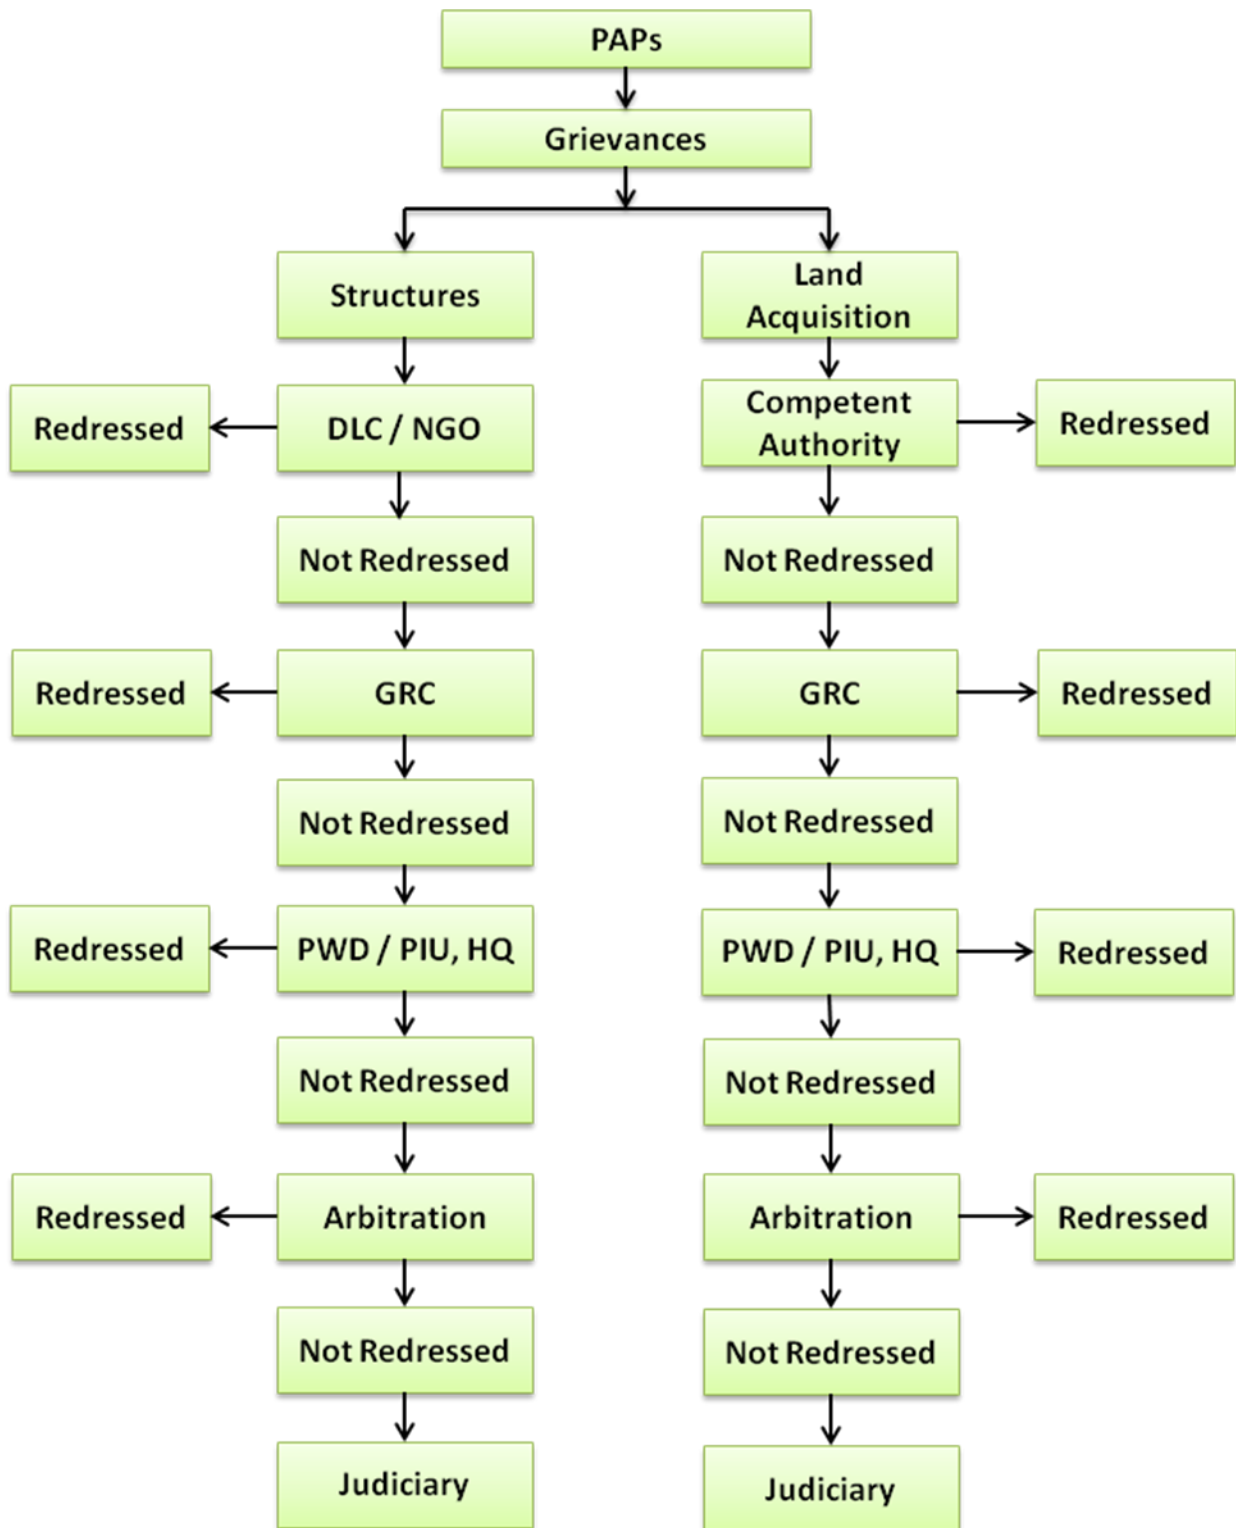 PAPs
Grievances
Structures
Land
Acquisition
Redressed
DLC / NGO
Competent
Authority
Redressed
Not Redressed
Not Redressed
Redressed
GRC
GRC
Redressed
Not Redressed
Not Redressed
Redressed
PWD / PIU, HQ
PWD / PIU, HQ
Redressed
Not Redressed
Not Redressed
Redressed
Arbitration
Arbitration
Redressed
Not Redressed
Not Redressed
Judiciary
Judiciary